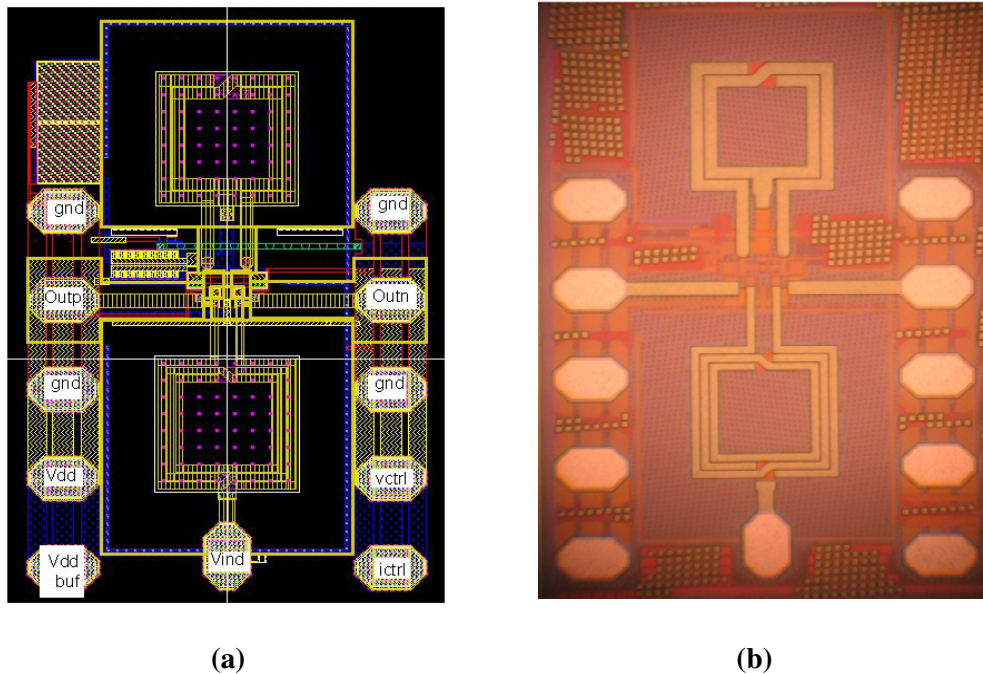 gnd
gnd
Outp
Outn
gnd
gnd
Vdd
vctrl
Vdd
buf
Vind
ictrl
(a)
(b)